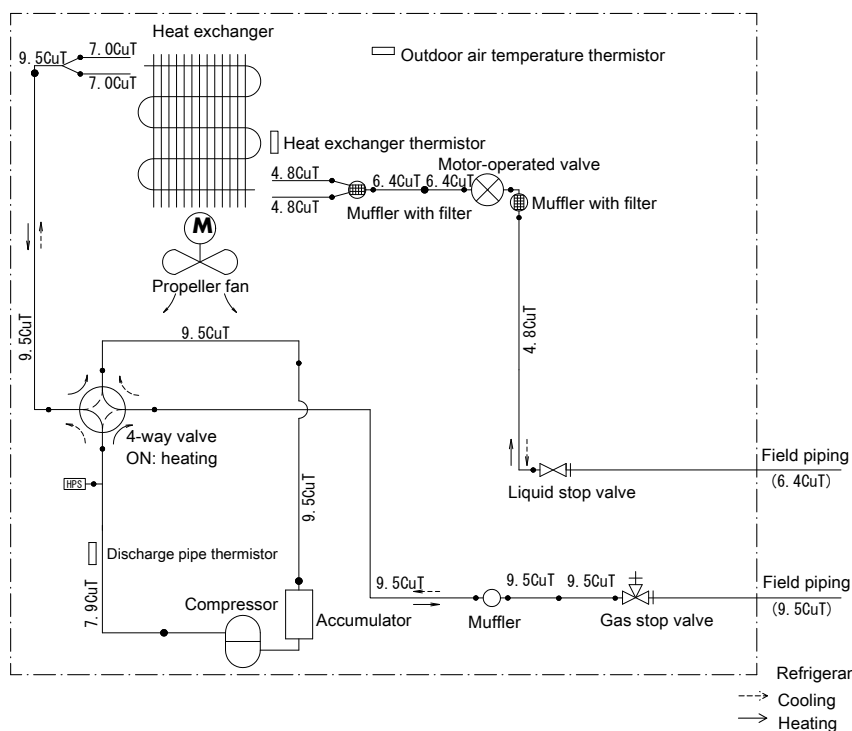 Heat exchanger
7.0CuT
9.5CuT
7.0CuT
Outdoor air temperature thermistor
Heat exchanger thermistor
4.8CuT
Motor-operated valve
6.4CuT
6.4CuT
4.8CuT
Muffler with filter
Muffler with filter
M
Propeller fan
9.5CuT
9.5CuT
4.8CuT
4-way valve
ON: heating
HPS
9.5CuT
Liquid stop valve
Field piping
(6.4CuT)
Discharge pipe thermistor
7.9CuT
Compressor
Accumulator
9.5CuT
9.5CuT
9.5CuT
Muffler
Gas stop valve
Field piping
(9.5CuT)
Refrigerar
Cooling
Heating